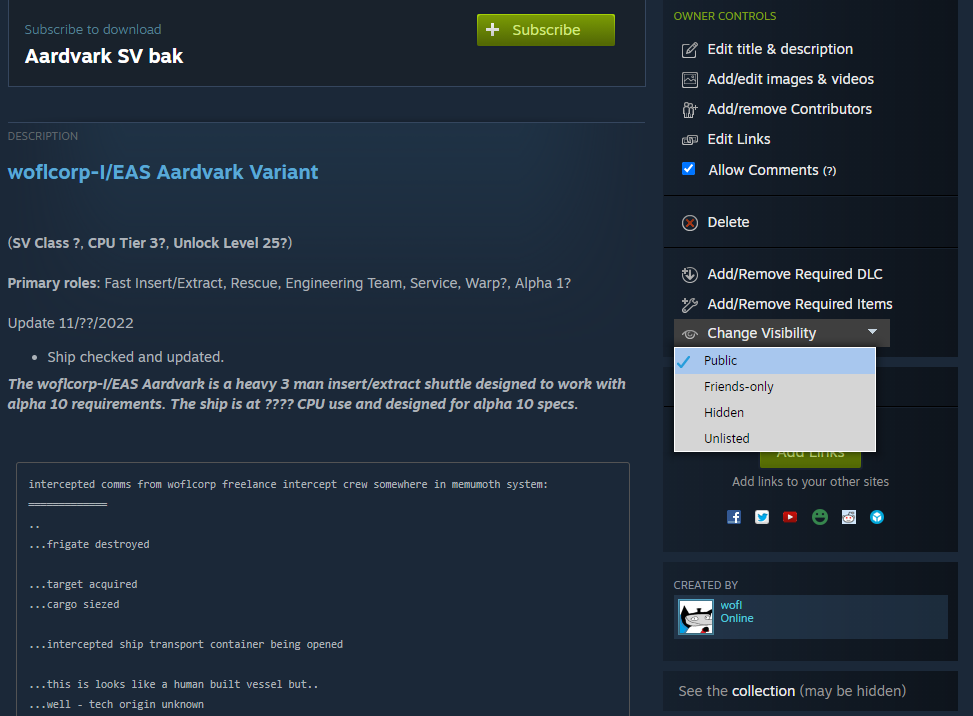 Subscribe to download
Aardvark SV bak
Subscribe
DESCRIPTION
woflcorp-I/EAS Aardvark Variant
(SV Class ?, CPU Tier 3?, Unlock Level 25?)
Primary roles: Fast Insert/Extract, Rescue, Engineering Team, Service, Warp?, Alpha 1?
Update 11/??/2022
• Ship checked and updated.
The woflcorp-I/EAS Aardvark is a heavy 3 man insert/extract shuttle designed to work with
alpha 10 requirements. The ship is at ???? CPU use and designed for alpha 10 specs.
intercepted comms from woflcorp freelance intercept crew somewhere in memumoth system:
=============
..
...frigate destroyed
...target acquired
...cargo siezed
...intercepted ship transport container being opened
...this is looks like a human built vessel but..
...well - tech origin unknown
OWNER CONTROLS
Edit title & description
Add/edit images & videos
Add/remove Contributors
Edit Links
Allow Comments (?)
Delete
Add/Remove Required DLC
Add/Remove Required Items
Change Visibility
Public
Friends-only
Hidden
Unlisted
Add Links
Add links to your other sites
CREATED BY
wofl
Online
See the collection (may be hidden)